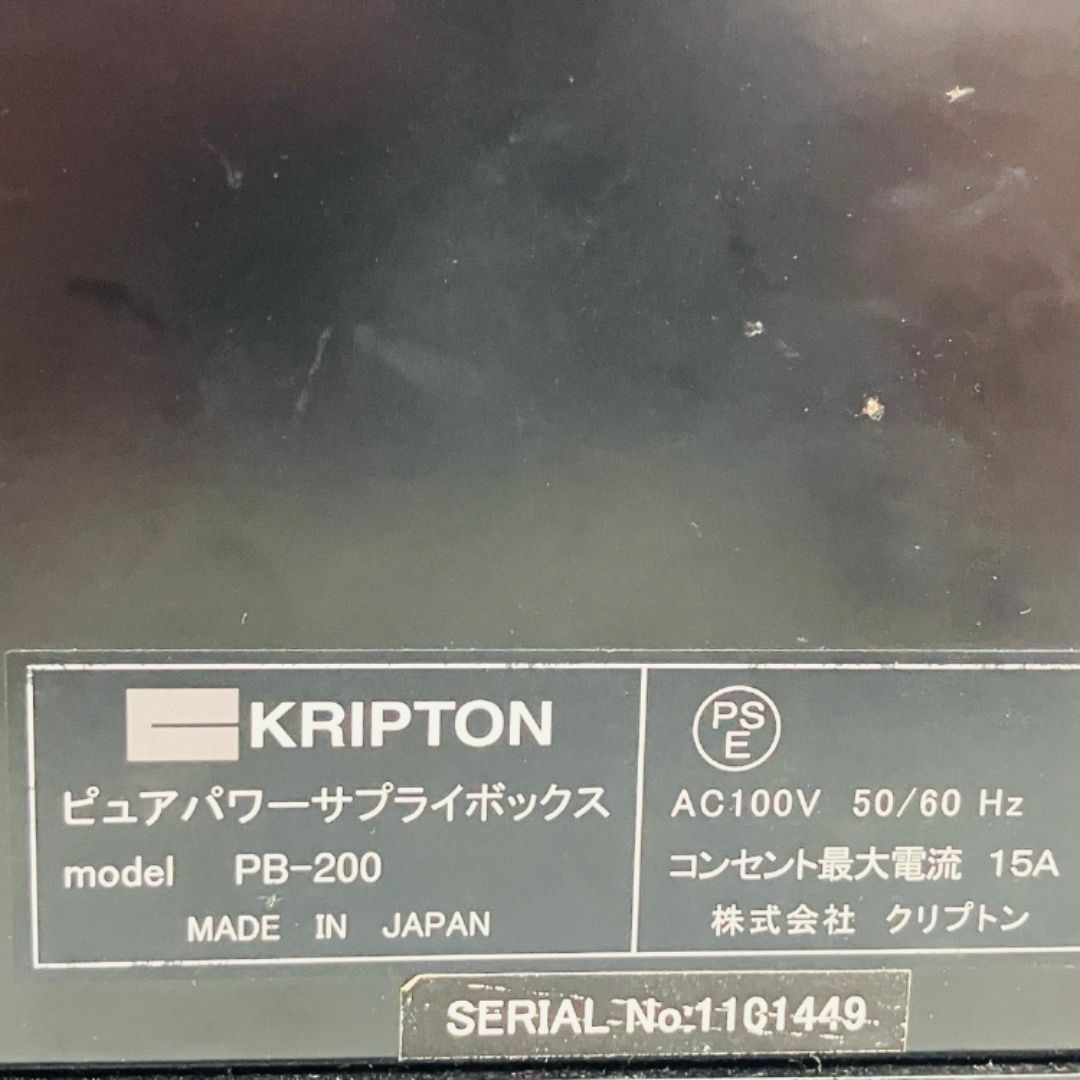 KRIPTON
ピュアパワーサプライボックス
model PB-200
MADE IN JAPAN
PS
E
AC100V 50/60 Hz
コンセント最大電流 15A
株式会社 クリプトン
SERIAL No: